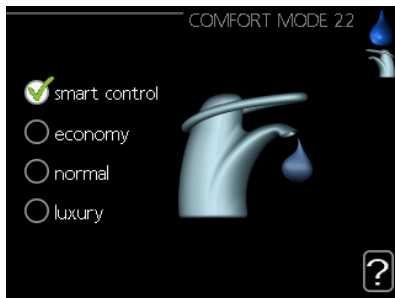 COMFORT MODE 2.2
smart control
economy
normal
luxury
?